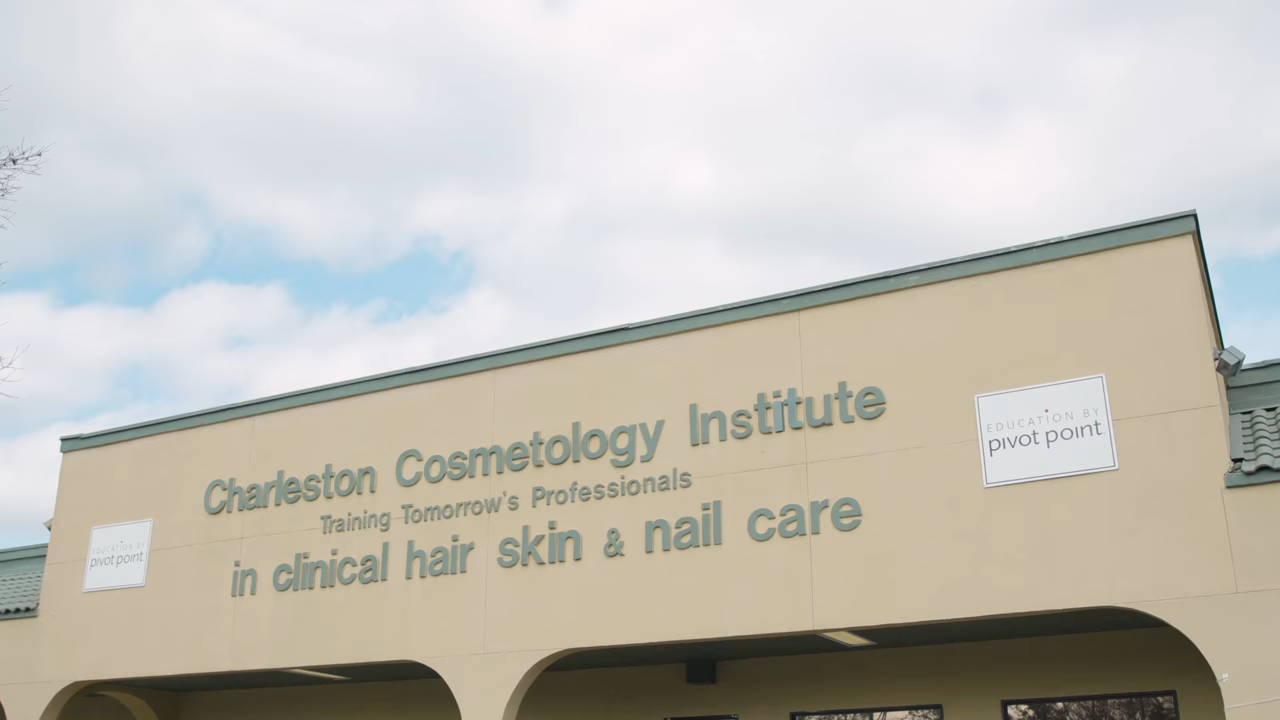 Charleston Cosmetology Institute
Training Tomorrow's Professionals
in clinical hair skin & nail care
EDUCATION BY
pivot point
EDUCATION BY
pivot point